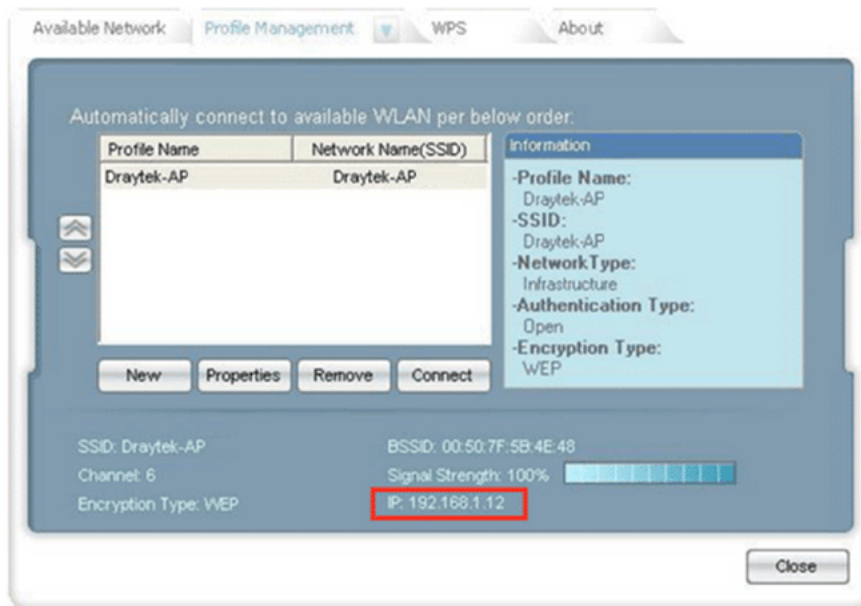 Available Network
Profile Management
WPS
About
Automatically connect to available WLAN per below order:
Profile Name
Network Name(SSID)
Draytek-AP
Draytek-AP
Information
-Profile Name:
Draytek-AP
-SSID:
Draytek-AP
-NetworkType:
Infrastructure
-Authentication Type:
Open
-Encryption Type:
WEP
New
Properties
Remove
Connect
SSID: Draytek-AP
BSSID: 00:50:7F:5B:4E:48
Channel: 6
Signal Strength: 100%
Encryption Type: WEP
IP: 192.168.1.12
Close